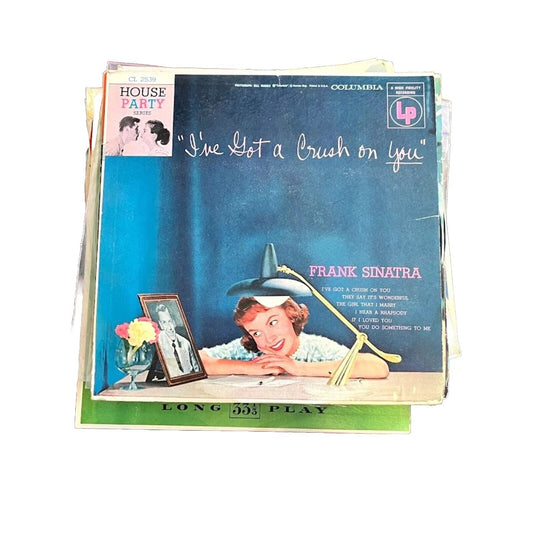 CL 2539
HOUSE
PARTY
SERIES
COLUMBIA
A HIGH FIDELITY
RECORDING
LP
"I've Got a Crush on You"
FRANK SINATRA
I'VE GOT A CRUSH ON YOU
THEY SAY IT'S WONDERFUL
THE GIRL THAT I MARRY
I HEAR A RHAPSODY
IF I LOVED YOU
YOU DO SOMETHING TO ME
LONG 33⅓ PLAY